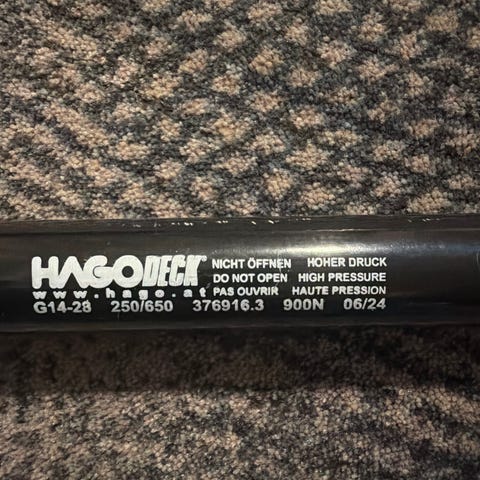 HAGODECK®
www.hago.at
NICHT ÖFFNEN HOHER DRUCK
DO NOT OPEN HIGH PRESSURE
PAS OUVRIR HAUTE PRESSION
G14-28 250/650 376916.3 900N 06/24